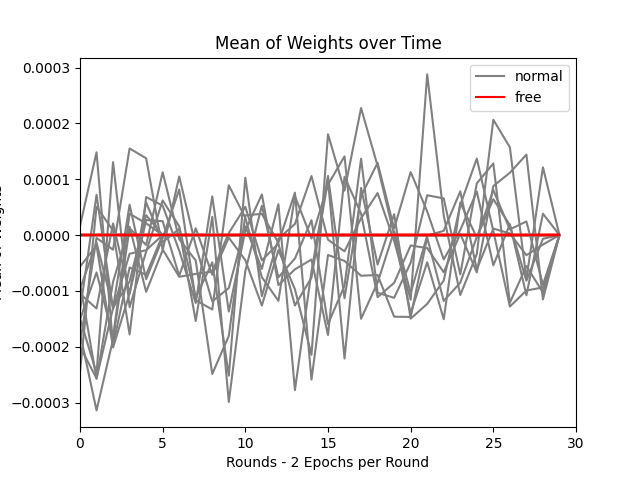 Mean of Weights over Time
normal
free
0.0003
0.0002
0.0001
0.0000
−0.0001
−0.0002
−0.0003
0 5 10 15 20 25 30
Rounds - 2 Epochs per Round